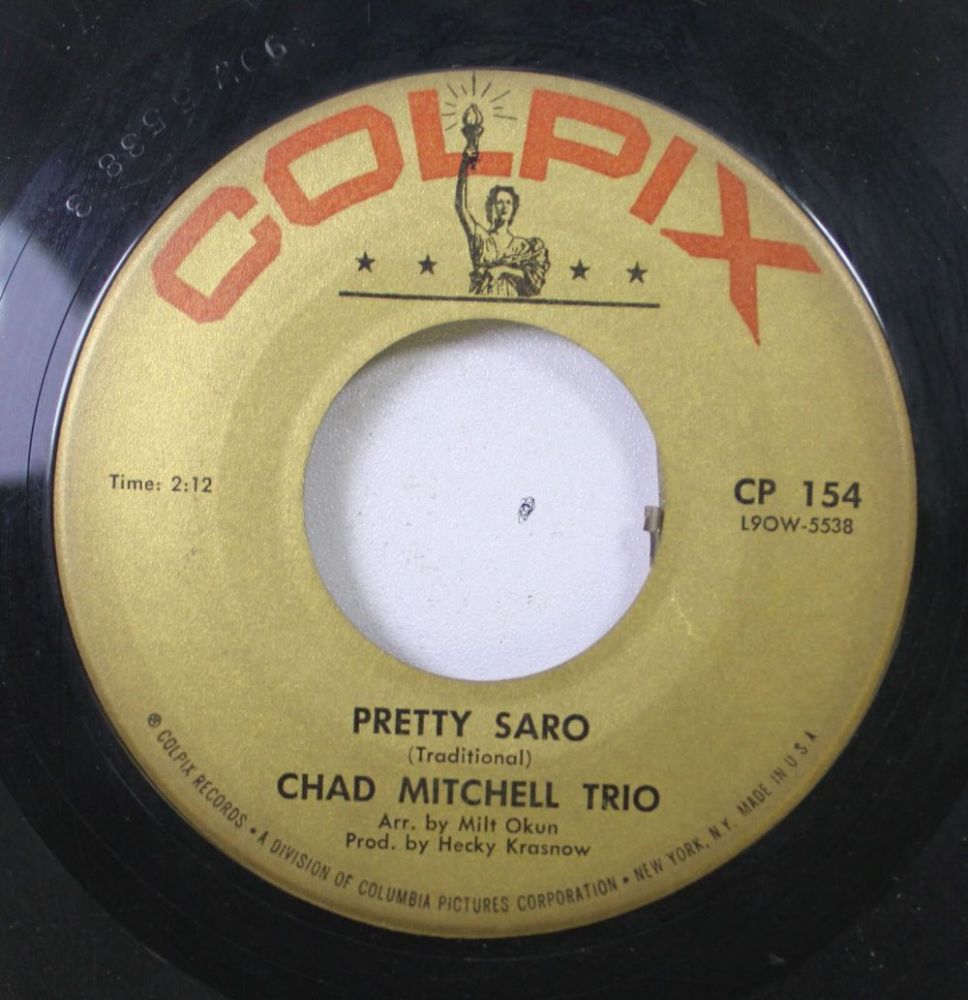 COLPIX
Time: 2:12
CP 154
L9OW-5538
PRETTY SARO
(Traditional)
CHAD MITCHELL TRIO
Arr. by Milt Okun
Prod. by Hecky Krasnow
® COLPIX RECORDS • A DIVISION OF COLUMBIA PICTURES CORPORATION • NEW YORK, N.Y. MADE IN U.S.A